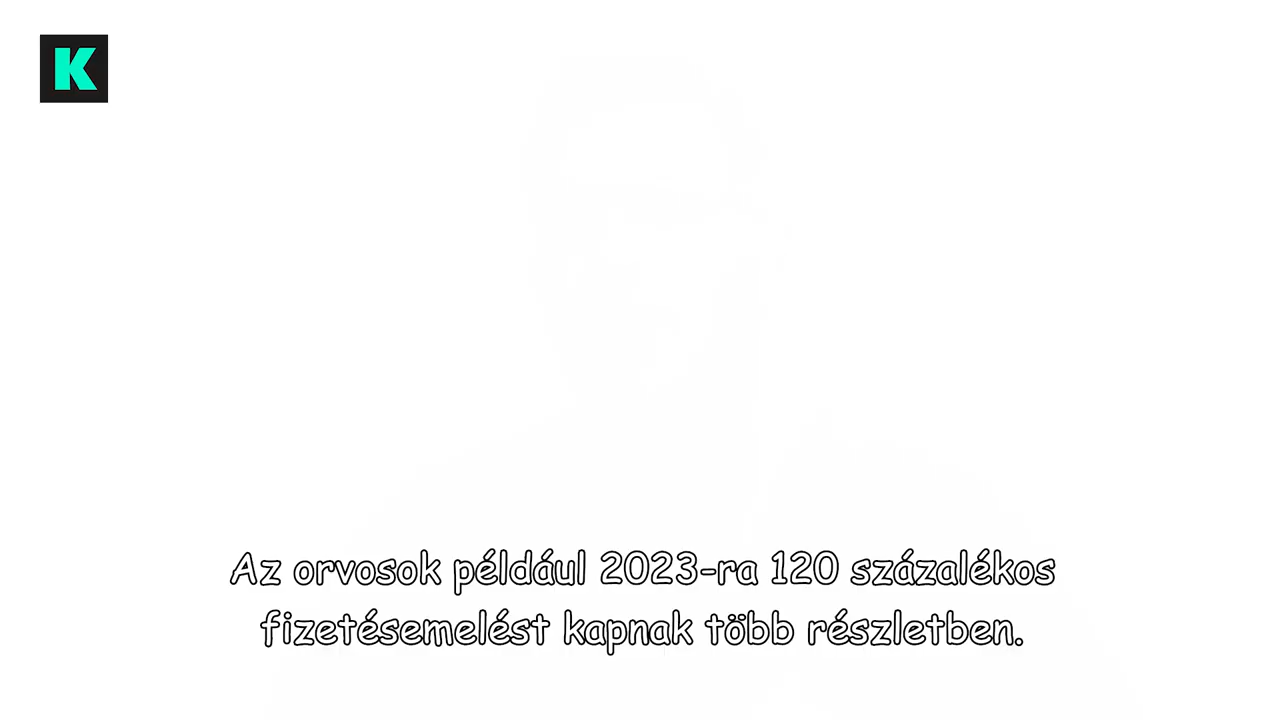 K
Az orvosok például 2023-ra 120 százalékos
fizetésemelést kapnak több részletben.